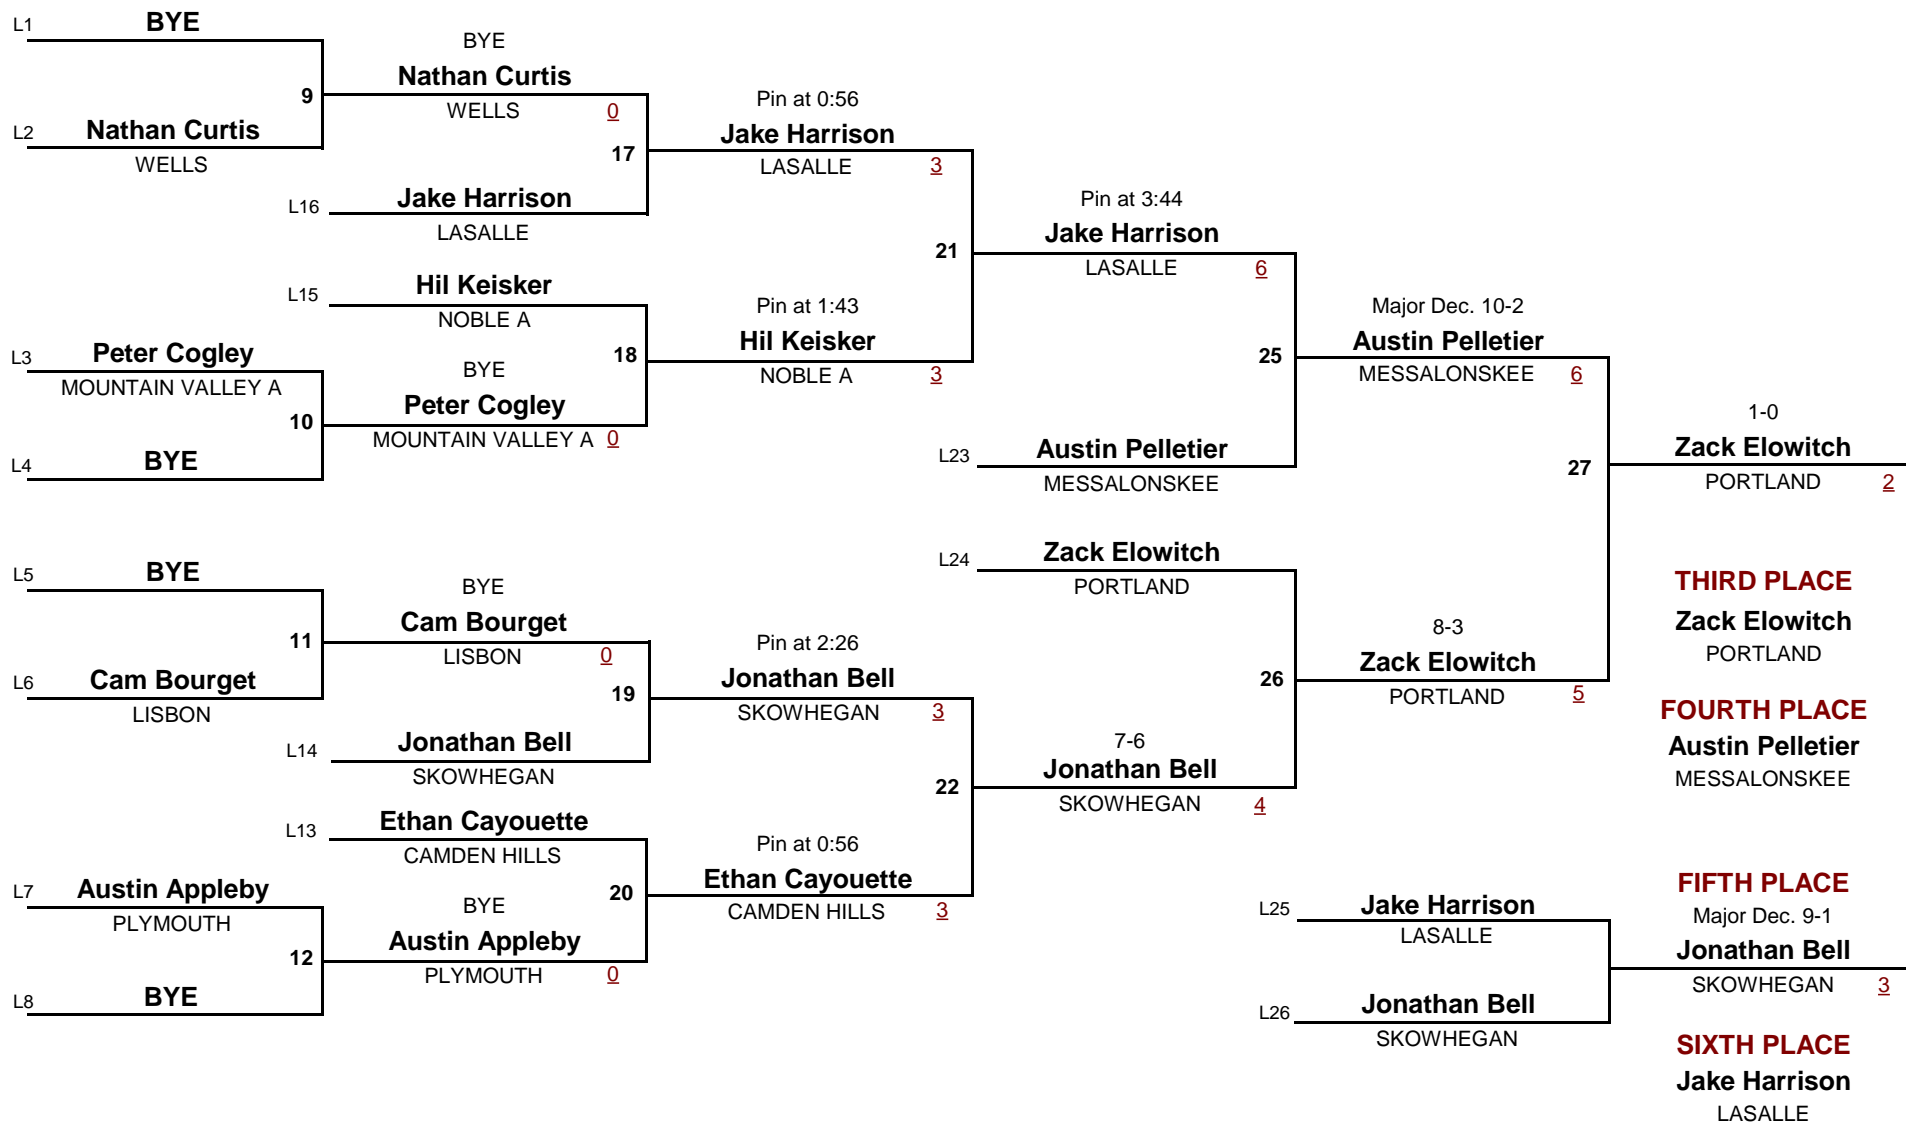 L1 BYE
9
L2 Nathan Curtis
WELLS
L3 Peter Cogley
MOUNTAIN VALLEY A
10
L4 BYE
L5 BYE
11
L6 Cam Bourget
LISBON
L7 Austin Appleby
PLYMOUTH
12
L8 BYE
BYE
Nathan Curtis
WELLS 0
17
L16 Jake Harrison
LASALLE
L15 Hil Keisker
NOBLE A
18
BYE
Peter Cogley
MOUNTAIN VALLEY A 0
BYE
Cam Bourget
LISBON 0
19
L14 Jonathan Bell
SKOWHEGAN
L13 Ethan Cayouette
CAMDEN HILLS
20
BYE
Austin Appleby
PLYMOUTH 0
Pin at 0:56
Jake Harrison
LASALLE 3
21
Pin at 1:43
Hil Keisker
NOBLE A 3
Pin at 2:26
Jonathan Bell
SKOWHEGAN 3
22
Pin at 0:56
Ethan Cayouette
CAMDEN HILLS 3
Pin at 3:44
Jake Harrison
LASALLE 6
25
L23 Austin Pelletier
MESSALONSKEE
L24 Zack Elowitch
PORTLAND
26
7-6
Jonathan Bell
SKOWHEGAN 4
Major Dec. 10-2
Austin Pelletier
MESSALONSKEE 6
27
8-3
Zack Elowitch
PORTLAND 5
L25 Jake Harrison
LASALLE
L26 Jonathan Bell
SKOWHEGAN
1-0
Zack Elowitch
PORTLAND 2
THIRD PLACE
Zack Elowitch
PORTLAND
FOURTH PLACE
Austin Pelletier
MESSALONSKEE
FIFTH PLACE
Major Dec. 9-1
Jonathan Bell
SKOWHEGAN 3
SIXTH PLACE
Jake Harrison
LASALLE